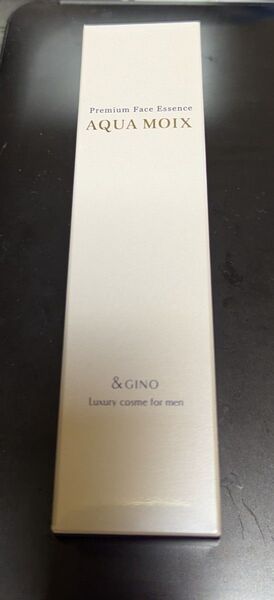 Premium Face Essence
AQUA MOIX
& GINO
Luxury cosme for men